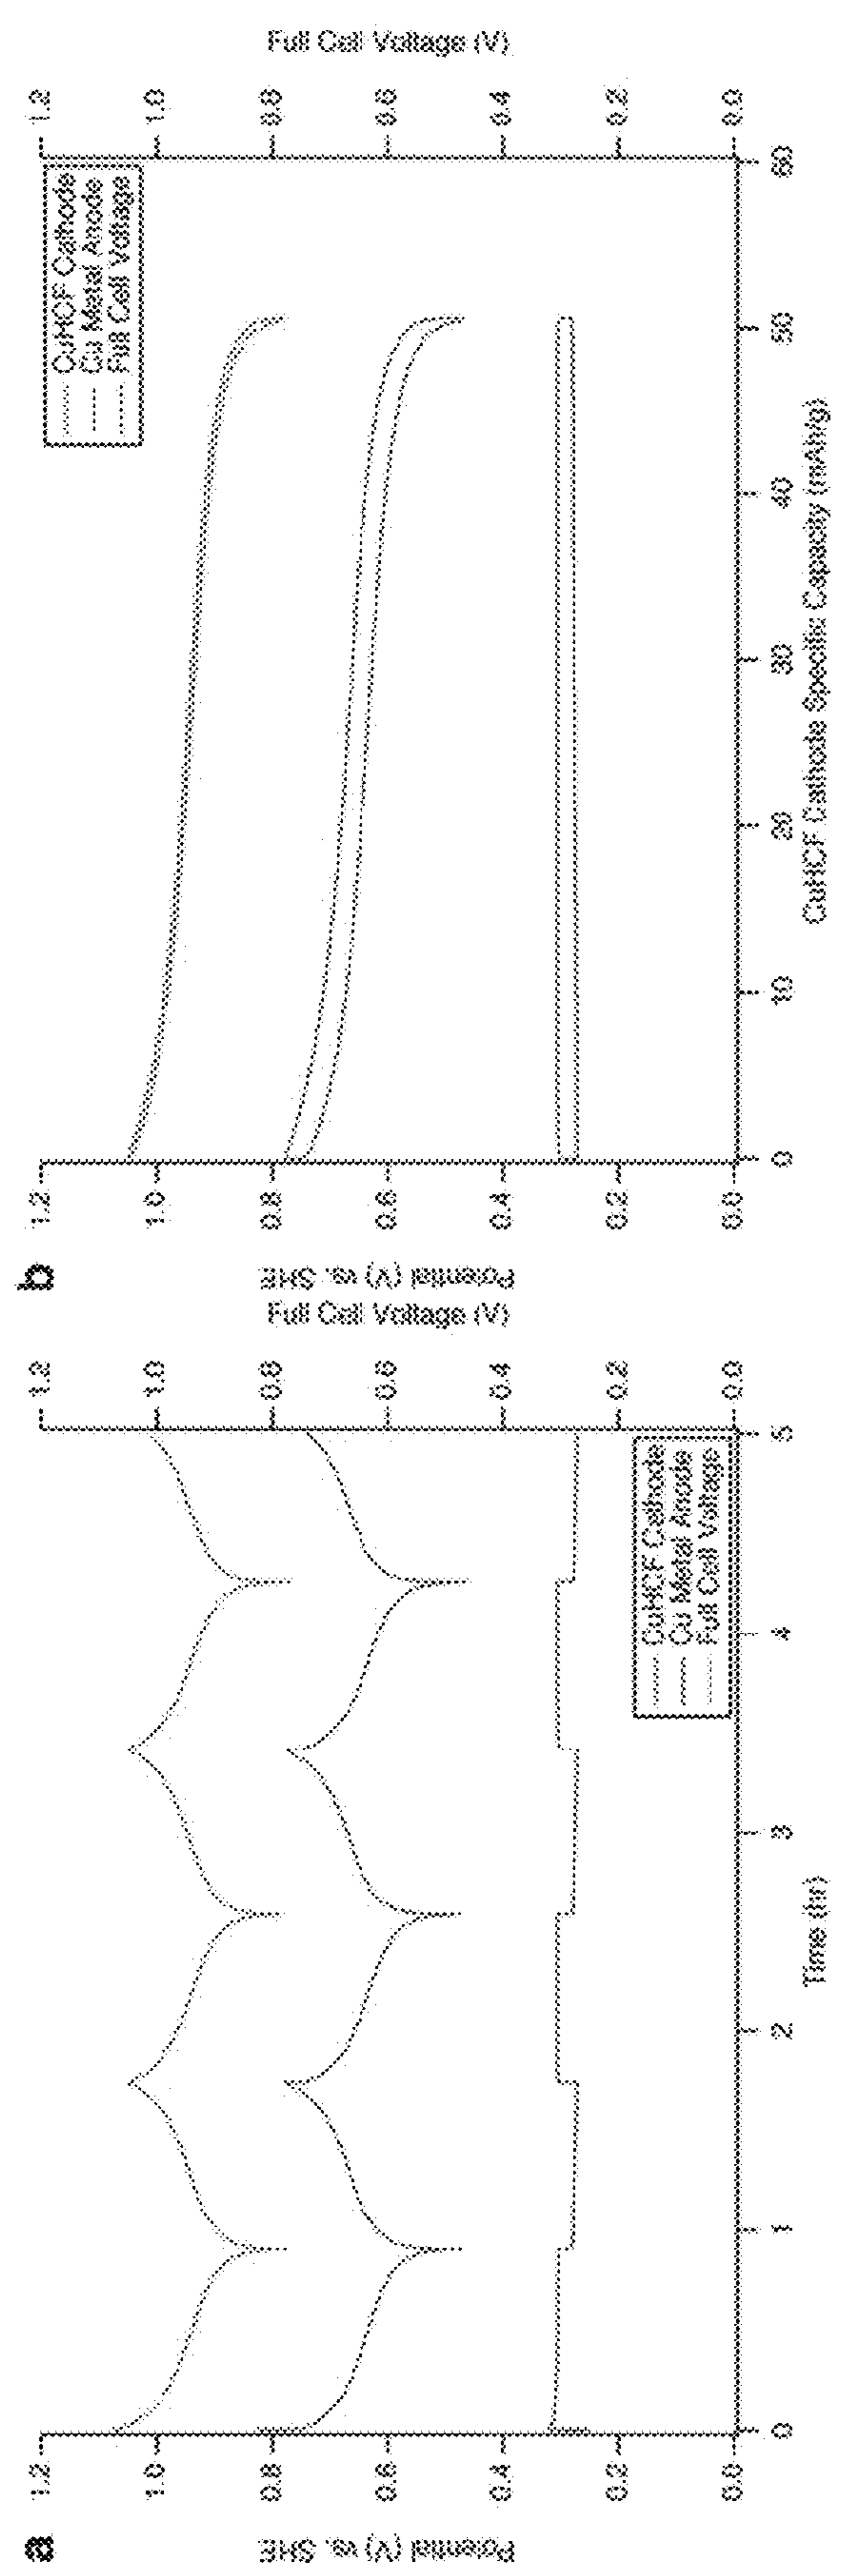 a
Potential (V) vs. SHE
1.2
1.0
0.8
0.6
0.4
0.2
0.0
0
1
2
3
4
5
Time (hr)
CuHCF Cathode
Cu Metal Anode
Full Cell Voltage
1.2
1.0
0.8
0.6
0.4
0.2
0.0
Full Cell Voltage (V)
b
Potential (V) vs. SHE
1.2
1.0
0.8
0.6
0.4
0.2
0.0
0
10
20
30
40
50
60
CuHCF Cathode Specific Capacity (mAh/g)
CuHCF Cathode
Cu Metal Anode
Full Cell Voltage
1.2
1.0
0.8
0.6
0.4
0.2
0.0
Full Cell Voltage (V)